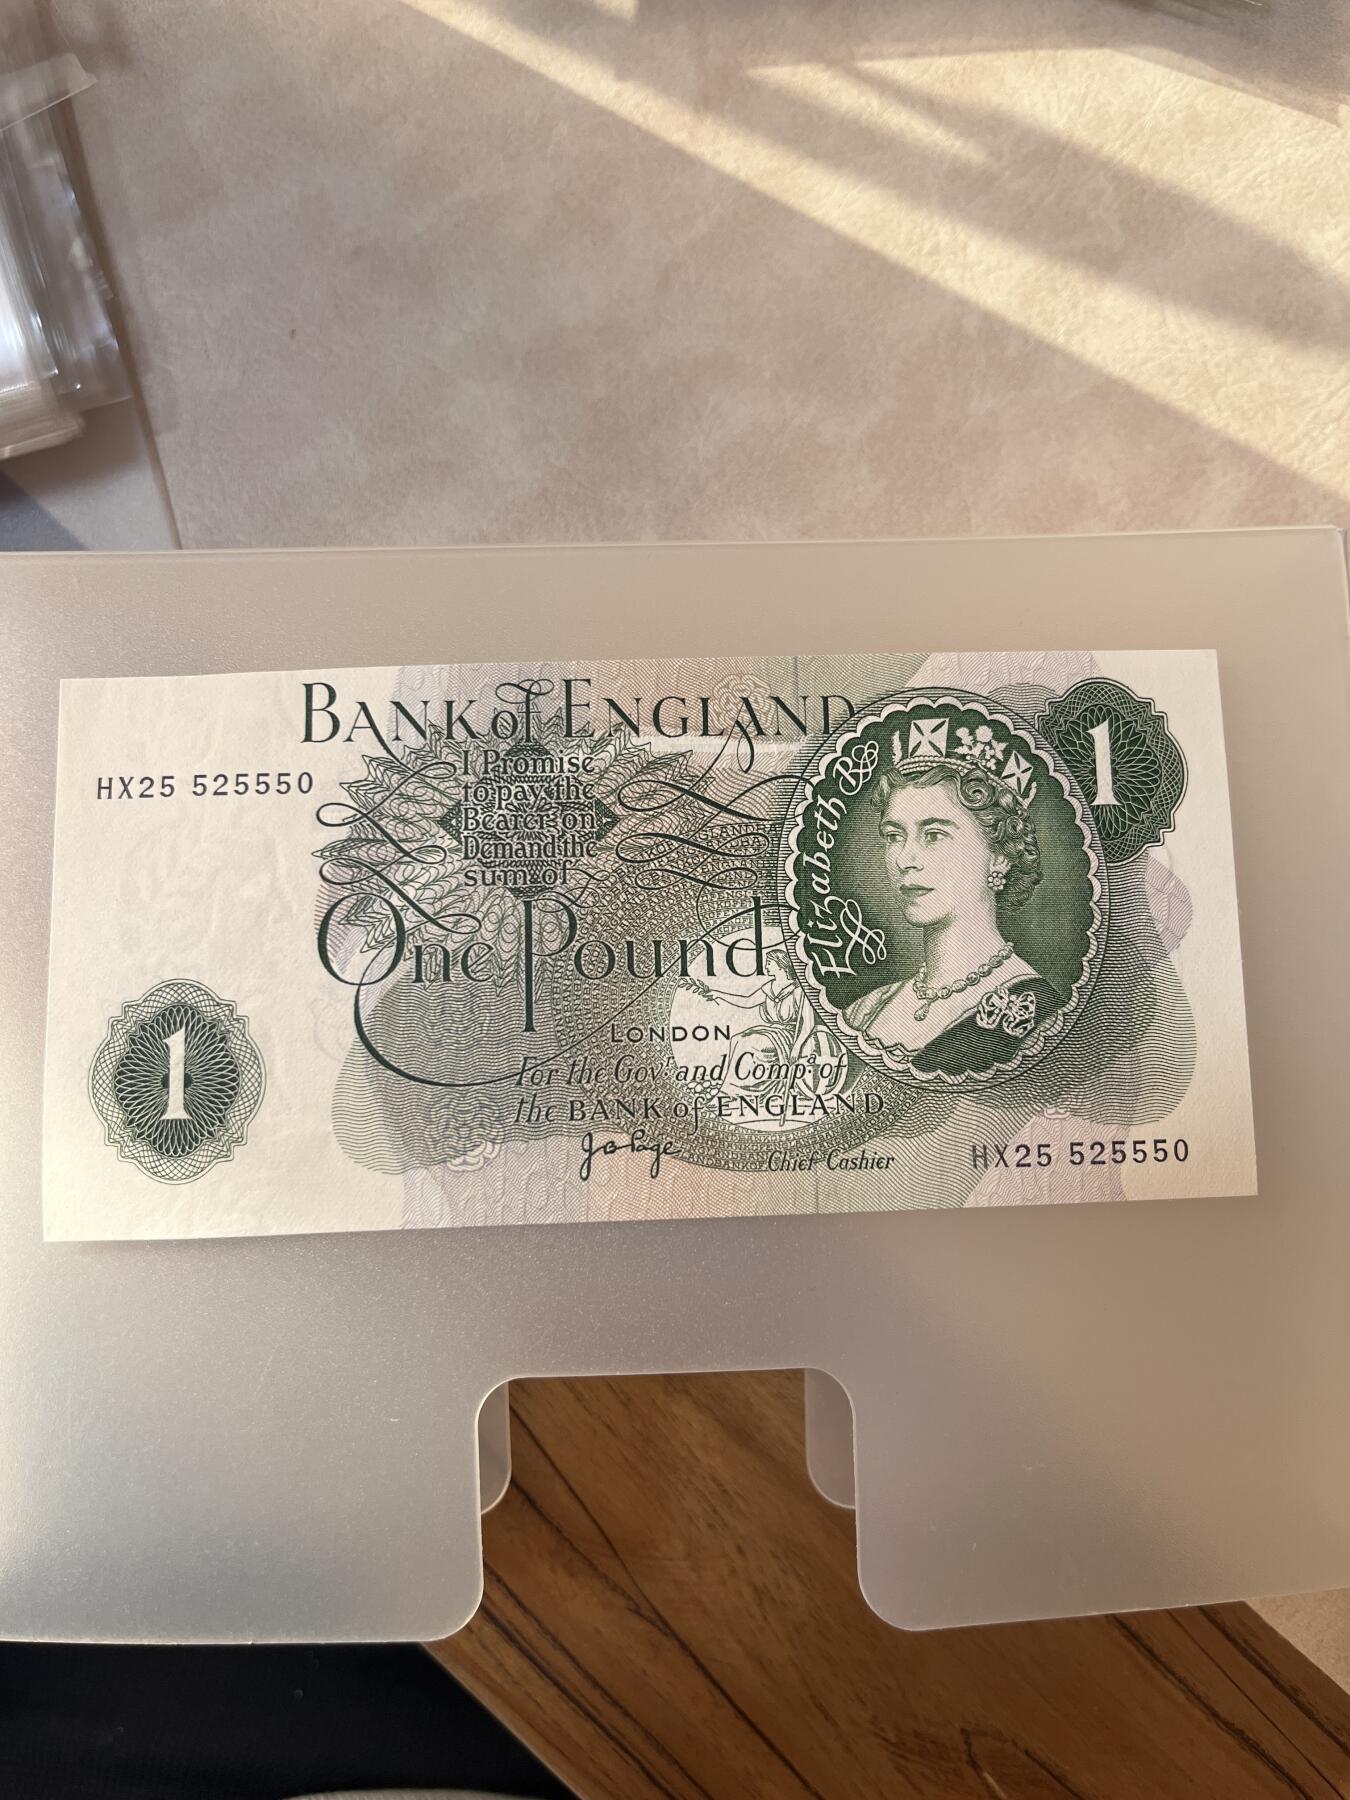 BANK of ENGLAND
HX25 525550
I Promise
to pay the
Bearer on
Demand the
sum of
One Pound
LONDON
For the Govr. and Compa. of
the BANK of ENGLAND
J B Page
Chief Cashier
Elizabeth R
1
1
HX25 525550